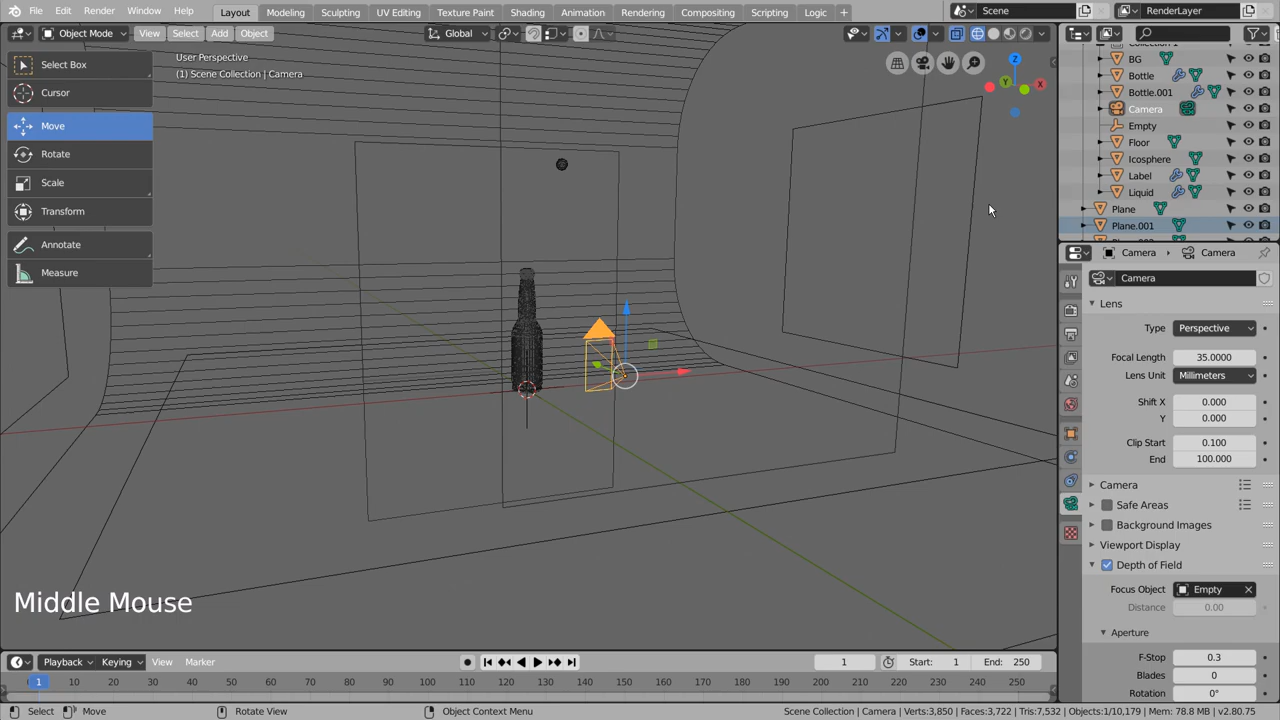 File Edit Render Window Help Layout Modeling Sculpting UV Editing Texture Paint Shading Animation Rendering Compositing Scripting Logic + Scene RenderLayer
Object Mode View Select Add Object Global
User Perspective
(1) Scene Collection | Camera
Select Box
Cursor
Move
Rotate
Scale
Transform
Annotate
Measure
Z
Y
X
Middle Mouse
BG
Bottle
Bottle.001
Camera
Empty
Floor
Icosphere
Label
Liquid
Plane
Plane.001
Camera Camera
Camera
Lens
Type Perspective
Focal Length 35.0000
Lens Unit Millimeters
Shift X 0.000
Y 0.000
Clip Start 0.100
End 100.000
Camera
Safe Areas
Background Images
Viewport Display
Depth of Field
Focus Object Empty
Distance 0.00
Aperture
F-Stop 0.3
Blades 0
Rotation 0°
Playback Keying View Marker 1 Start: 1 End: 250
1 10 20 30 40 50 60 70 80 90 100 110 120 130 140 150 160 170 180 190 200 210 220 230 240 250
Select Move Rotate View Object Context Menu Scene Collection | Camera | Verts:3,850 | Faces:3,722 | Tris:7,532 | Objects:1/10,179 | Mem: 78.8 MB | v2.80.75